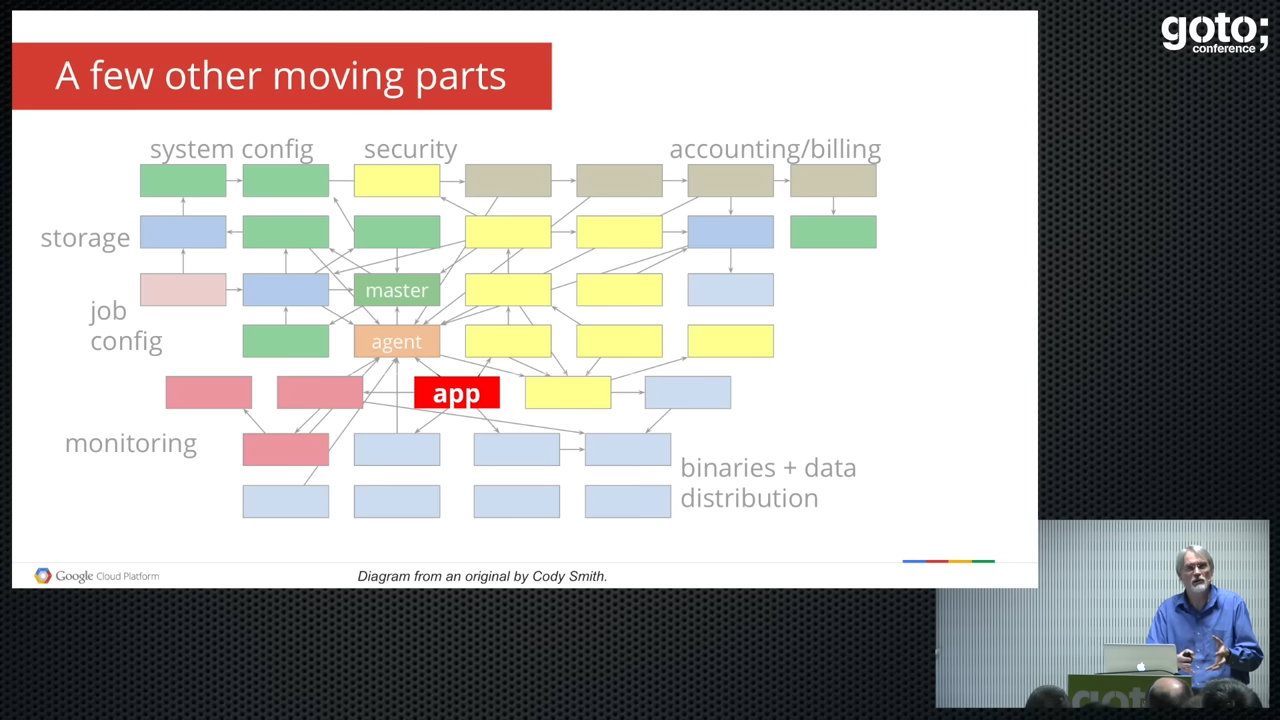 goto;
conference
A few other moving parts
system config
security
accounting/billing
storage
master
job
config
agent
app
monitoring
binaries + data
distribution
Google Cloud Platform
Diagram from an original by Cody Smith.
goto